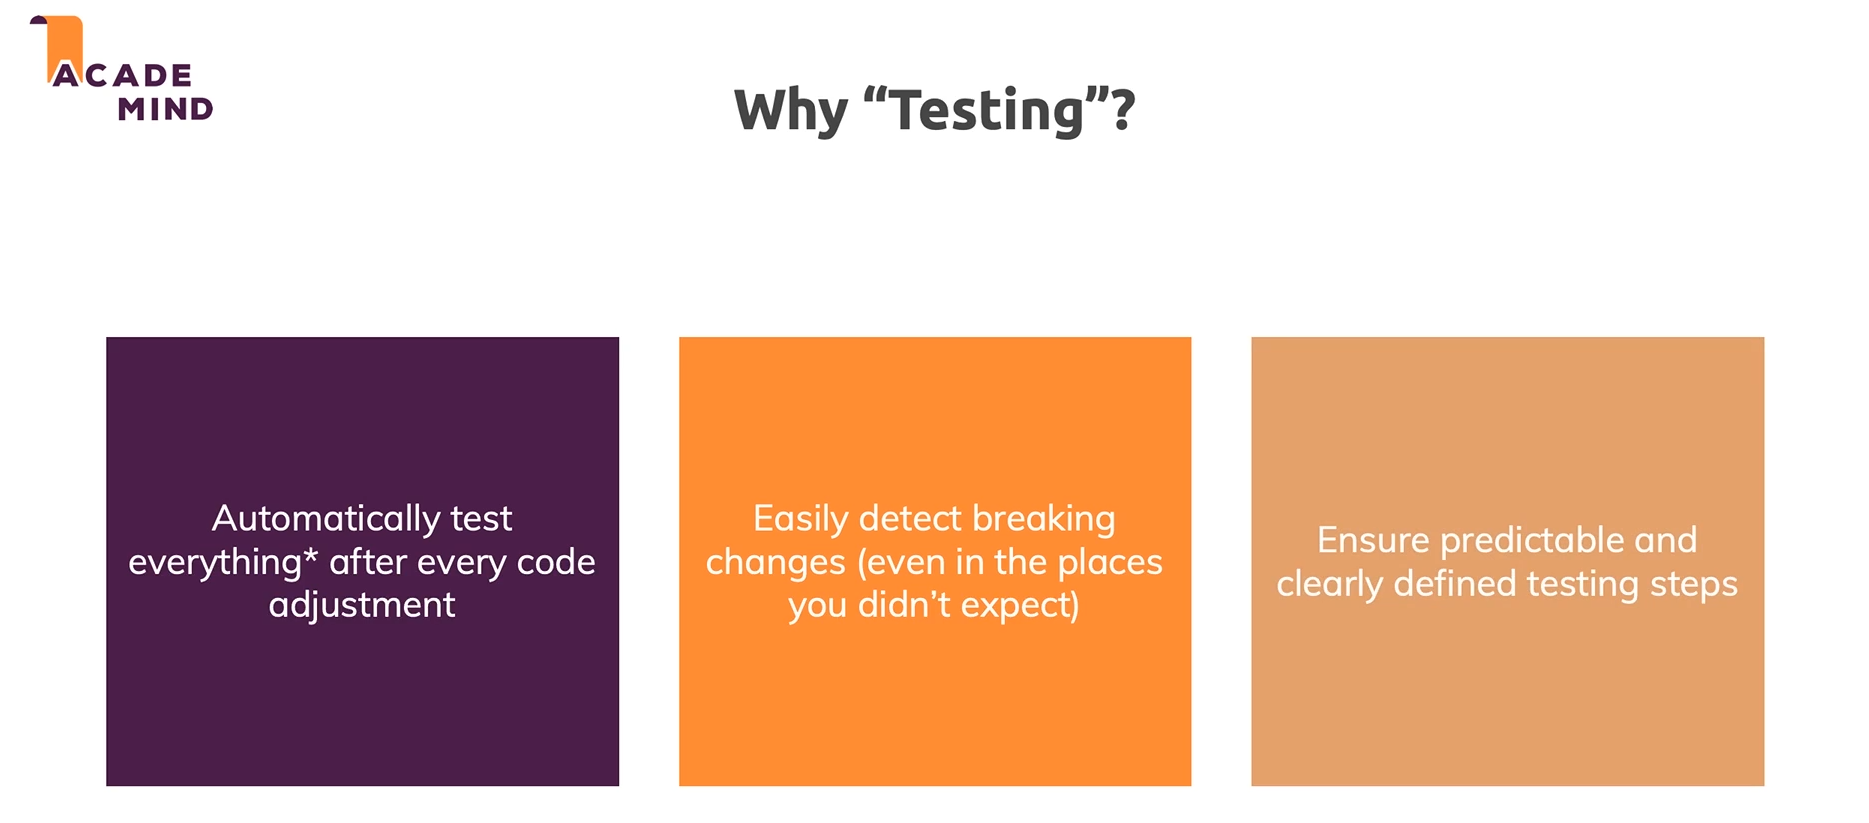 ACADE
MIND
Why “Testing”?
Automatically test
everything* after every code
adjustment
Easily detect breaking
changes (even in the places
you didn’t expect)
Ensure predictable and
clearly defined testing steps